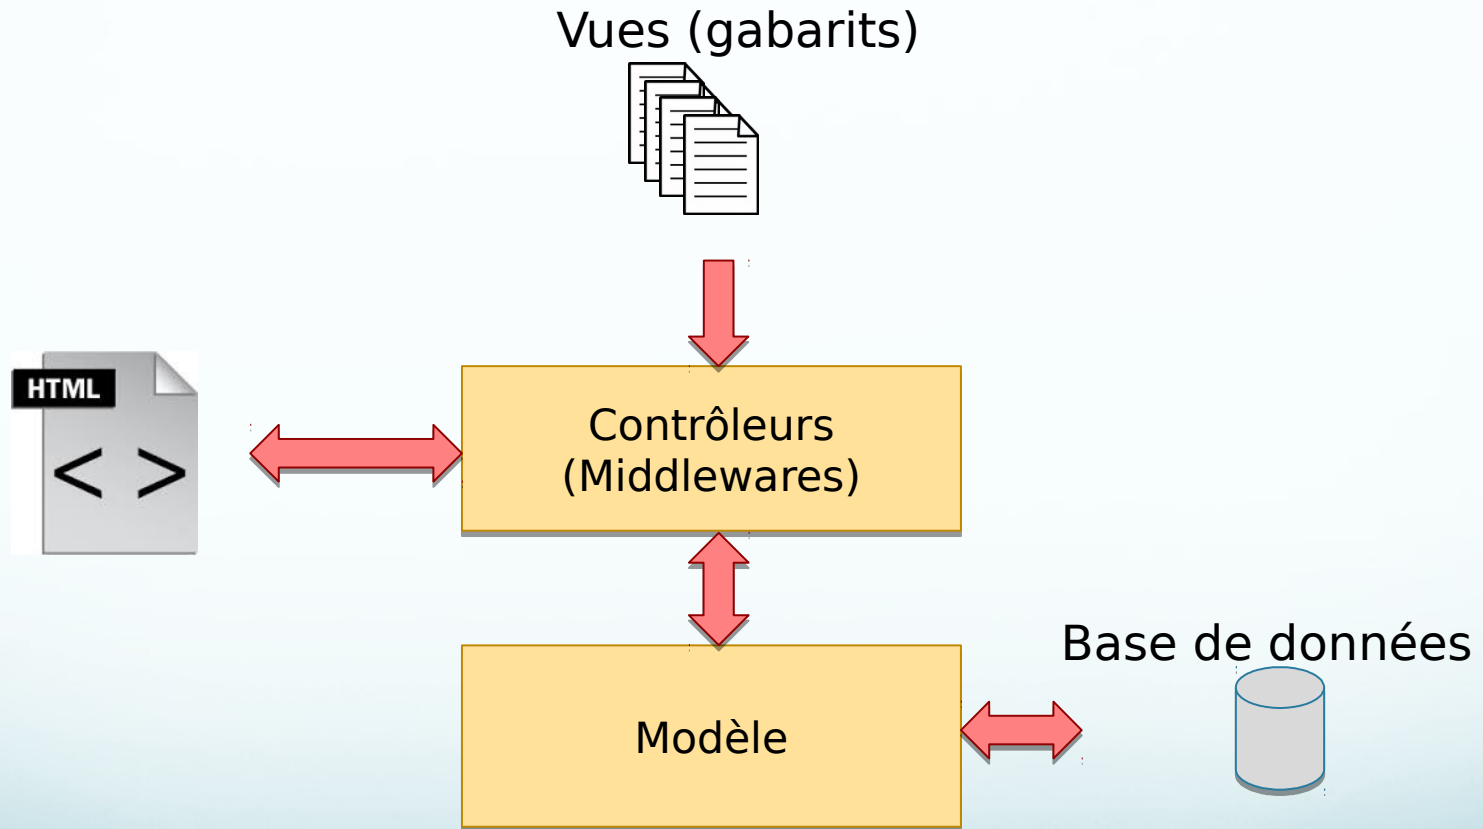 Vues (gabarits)
HTML
< >
Contrôleurs
(Middlewares)
Base de données
Modèle